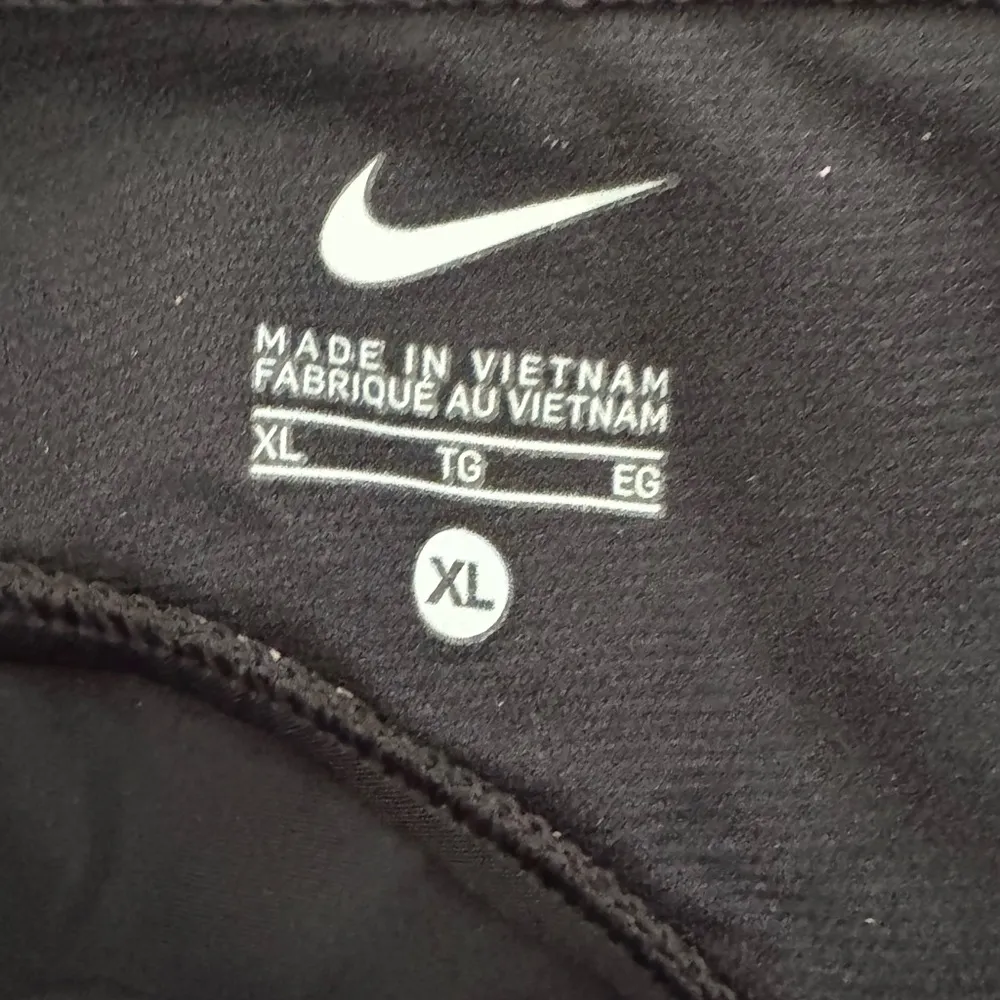 MADE IN VIETNAM
FABRIQUÉ AU VIETNAM
XL TG EG
XL